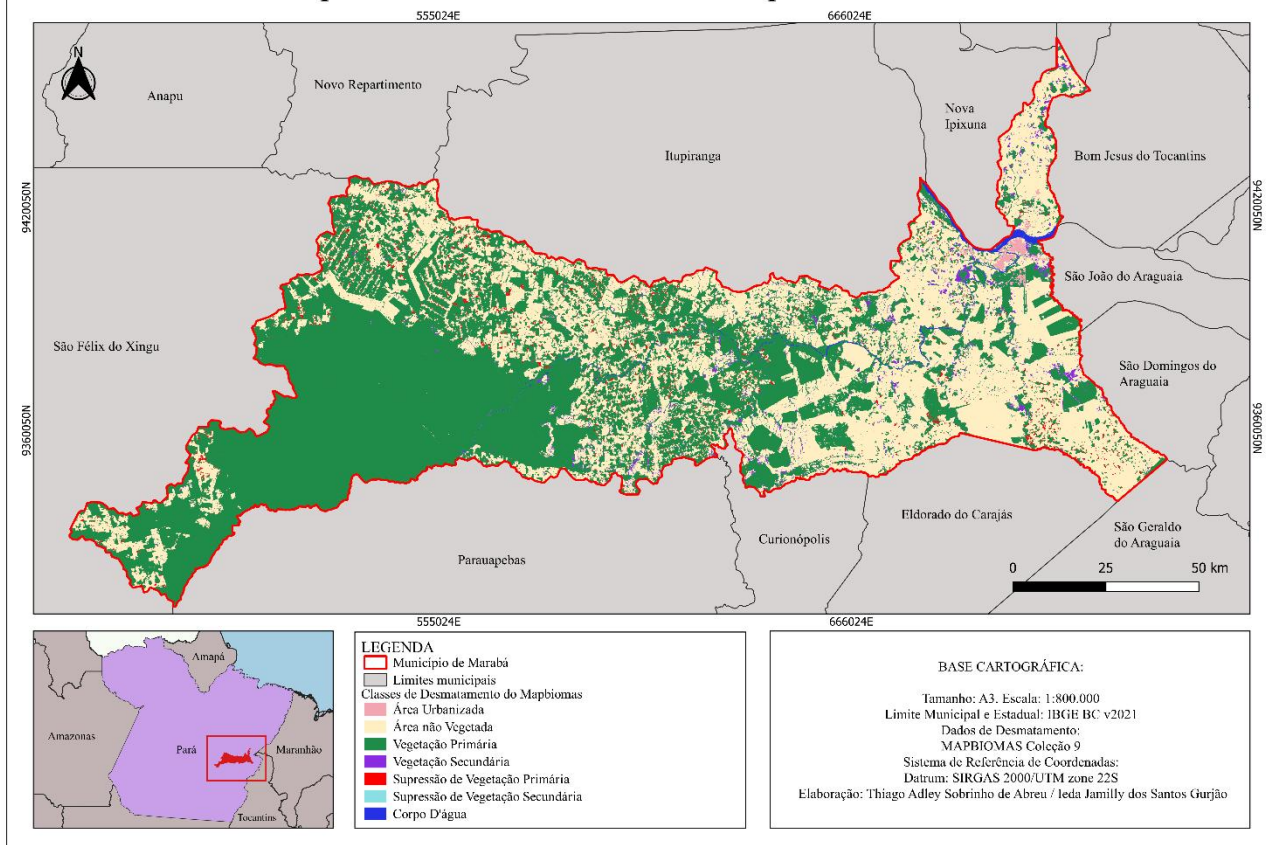 555024E
666024E
N
Anapu
Novo Repartimento
Nova
Ipixuna
Itupiranga
Bom Jesus do Tocantins
9420050N
9420050N
São João do Araguaia
São Félix do Xingu
São Domingos do
Araguaia
9360050N
9360050N
Eldorado do Carajás
São Geraldo
do Araguaia
Curionópolis
Parauapebas
0 25 50 km
555024E
666024E
Amapá
Amazonas
Pará
Maranhão
Tocantins
LEGENDA
Município de Marabá
Limites municipais
Classes de Desmatamento do Mapbiomas
Área Urbanizada
Área não Vegetada
Vegetação Primária
Vegetação Secundária
Supressão de Vegetação Primária
Supressão de Vegetação Secundária
Corpo D'água
BASE CARTOGRÁFICA:
Tamanho: A3. Escala: 1:800.000
Limite Municipal e Estadual: IBGE BC v2021
Dados de Desmatamento:
MAPBIOMAS Coleção 9
Sistema de Referência de Coordenadas:
Datum: SIRGAS 2000/UTM zone 22S
Elaboração: Thiago Adley Sobrinho de Abreu / Ieda Jamilly dos Santos Gurjão